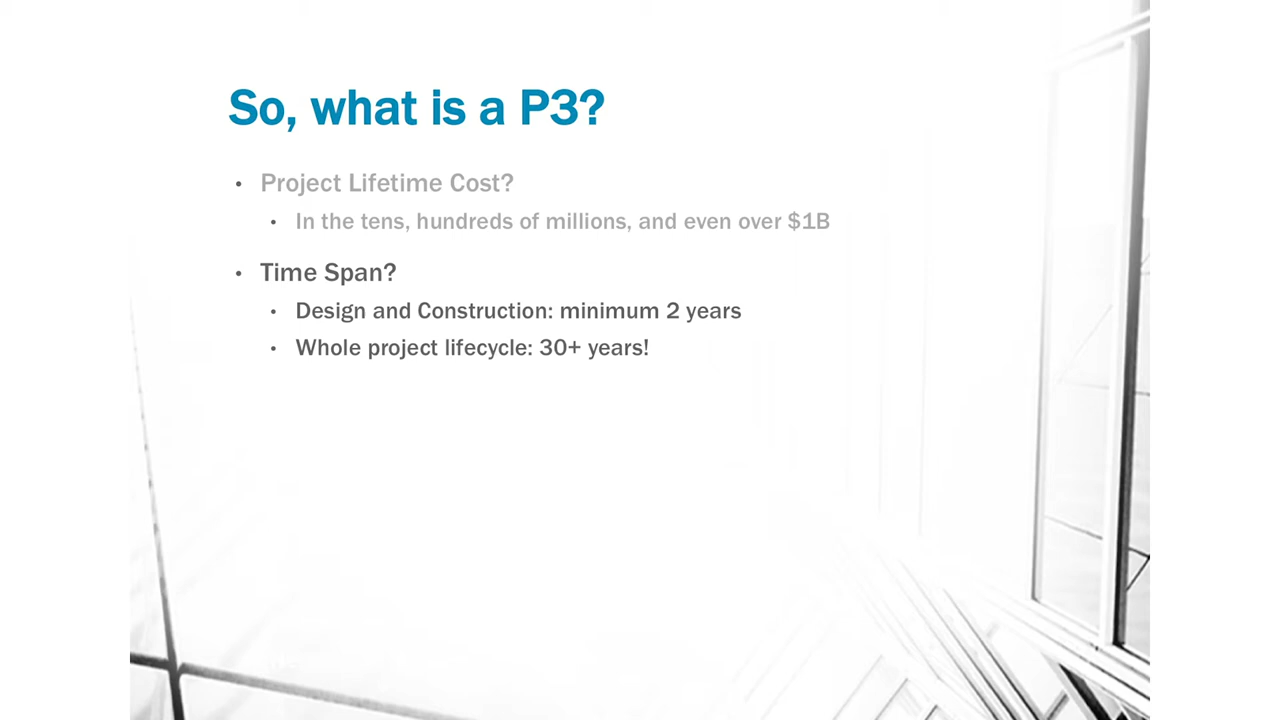 So, what is a P3?
• Project Lifetime Cost?
• In the tens, hundreds of millions, and even over $1B
• Time Span?
• Design and Construction: minimum 2 years
• Whole project lifecycle: 30+ years!